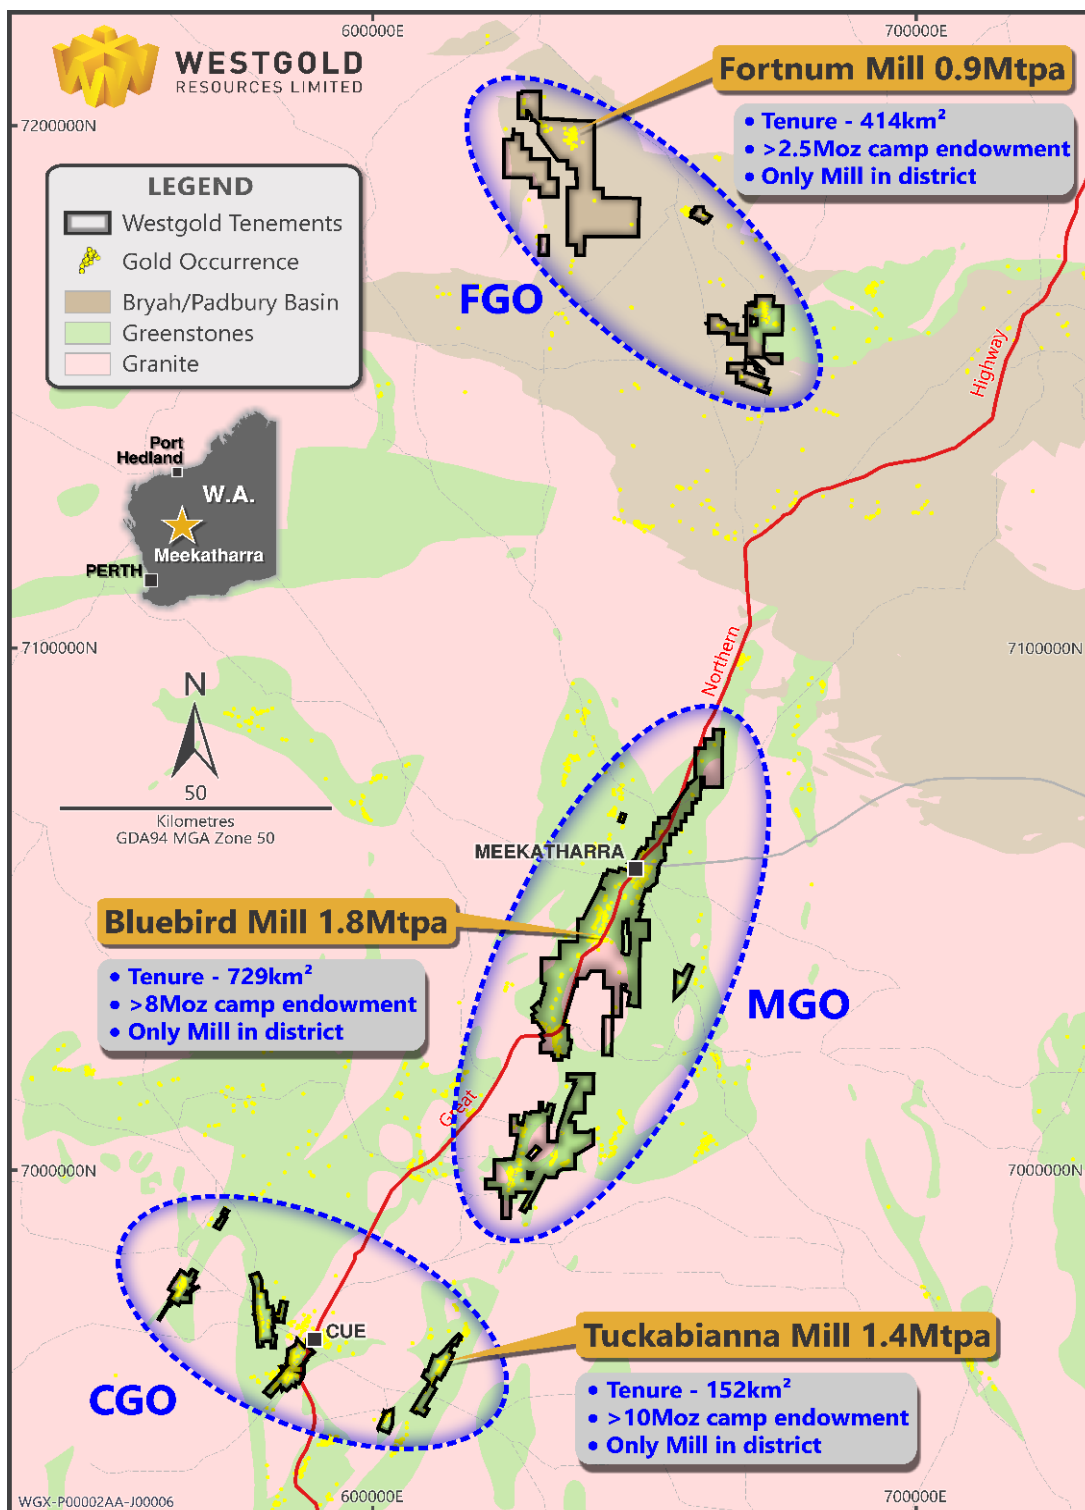 600000E
700000E
WESTGOLD
RESOURCES LIMITED
Fortnum Mill 0.9Mtpa
• Tenure - 414km²
• >2.5Moz camp endowment
• Only Mill in district
7200000N
LEGEND
Westgold Tenements
Gold Occurrence
Bryah/Padbury Basin
Greenstones
Granite
FGO
Highway
Port
Hedland
W.A.
Meekatharra
PERTH
7100000N
7100000N
Northern
N
50
Kilometres
GDA94 MGA Zone 50
MEEKATHARRA
Bluebird Mill 1.8Mtpa
• Tenure - 729km²
• >8Moz camp endowment
• Only Mill in district
MGO
Great
7000000N
7000000N
CUE
Tuckabianna Mill 1.4Mtpa
• Tenure - 152km²
• >10Moz camp endowment
• Only Mill in district
CGO
WGX-P00002AA-J00006
600000E
700000E